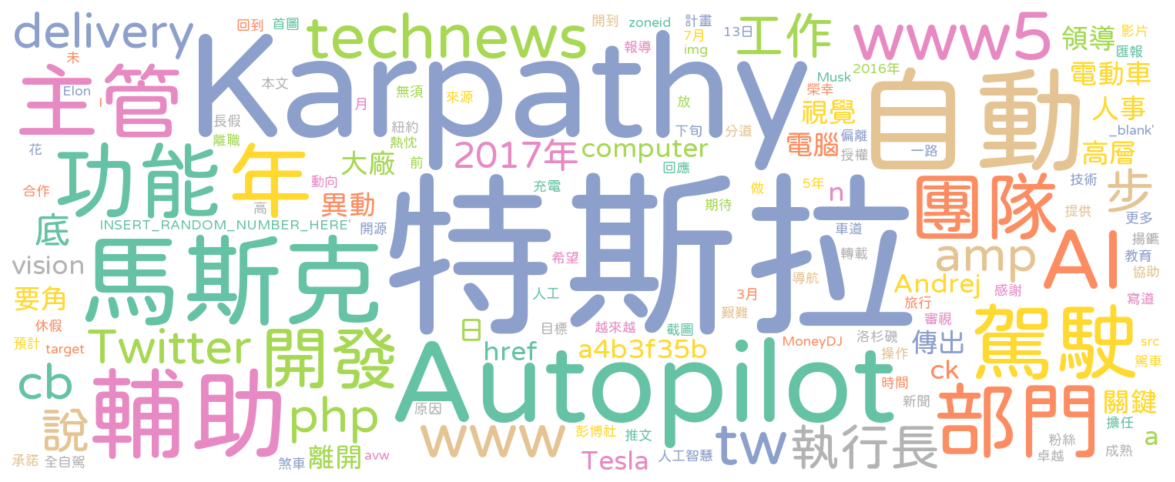 delivery
Karpathy
technews
工作
www5
領導
影片
匯報
回到
首圖
開到
zoneid
計畫
7月
img
13日
報導
未
Elon
主管
本文
月
無須
來源
Musk
2016年
榮幸
電動車
自動
視覺
人事
長假
離職
紐約
熱忱
放
下旬
分道
電腦
偏離
授權
一路
_blank'
高層
花
功能
年
大廠
前
2017年
computer
回應
合作
動向
異動
充電
做
5年
n
團隊
技術
步
高
INSERT_RANDOM_NUMBER_HERE'
開源
特斯拉
期待
車道
提供
更多
底
揚鑣
vision
馬斯克
希望
轉載
amp
AI
教育
協助
要角
人工
導航
Andrej
感謝
3月
旅行
寫道
休假
Twitter
開發
日
目標
越來越
截圖
艱難
審視
駕駛
預計
target
href
a4b3f35b
MoneyDJ
洛杉磯
傳出
操作
src
駕車
cb
輔助
Autopilot
ck
時間
部門
關鍵
php
原因
新聞
擔任
說
www
彭博社
推文
tw
執行長
粉絲
a
承諾
全自駕
煞車
離開
avw
Tesla
人工智慧
卓越
成熟